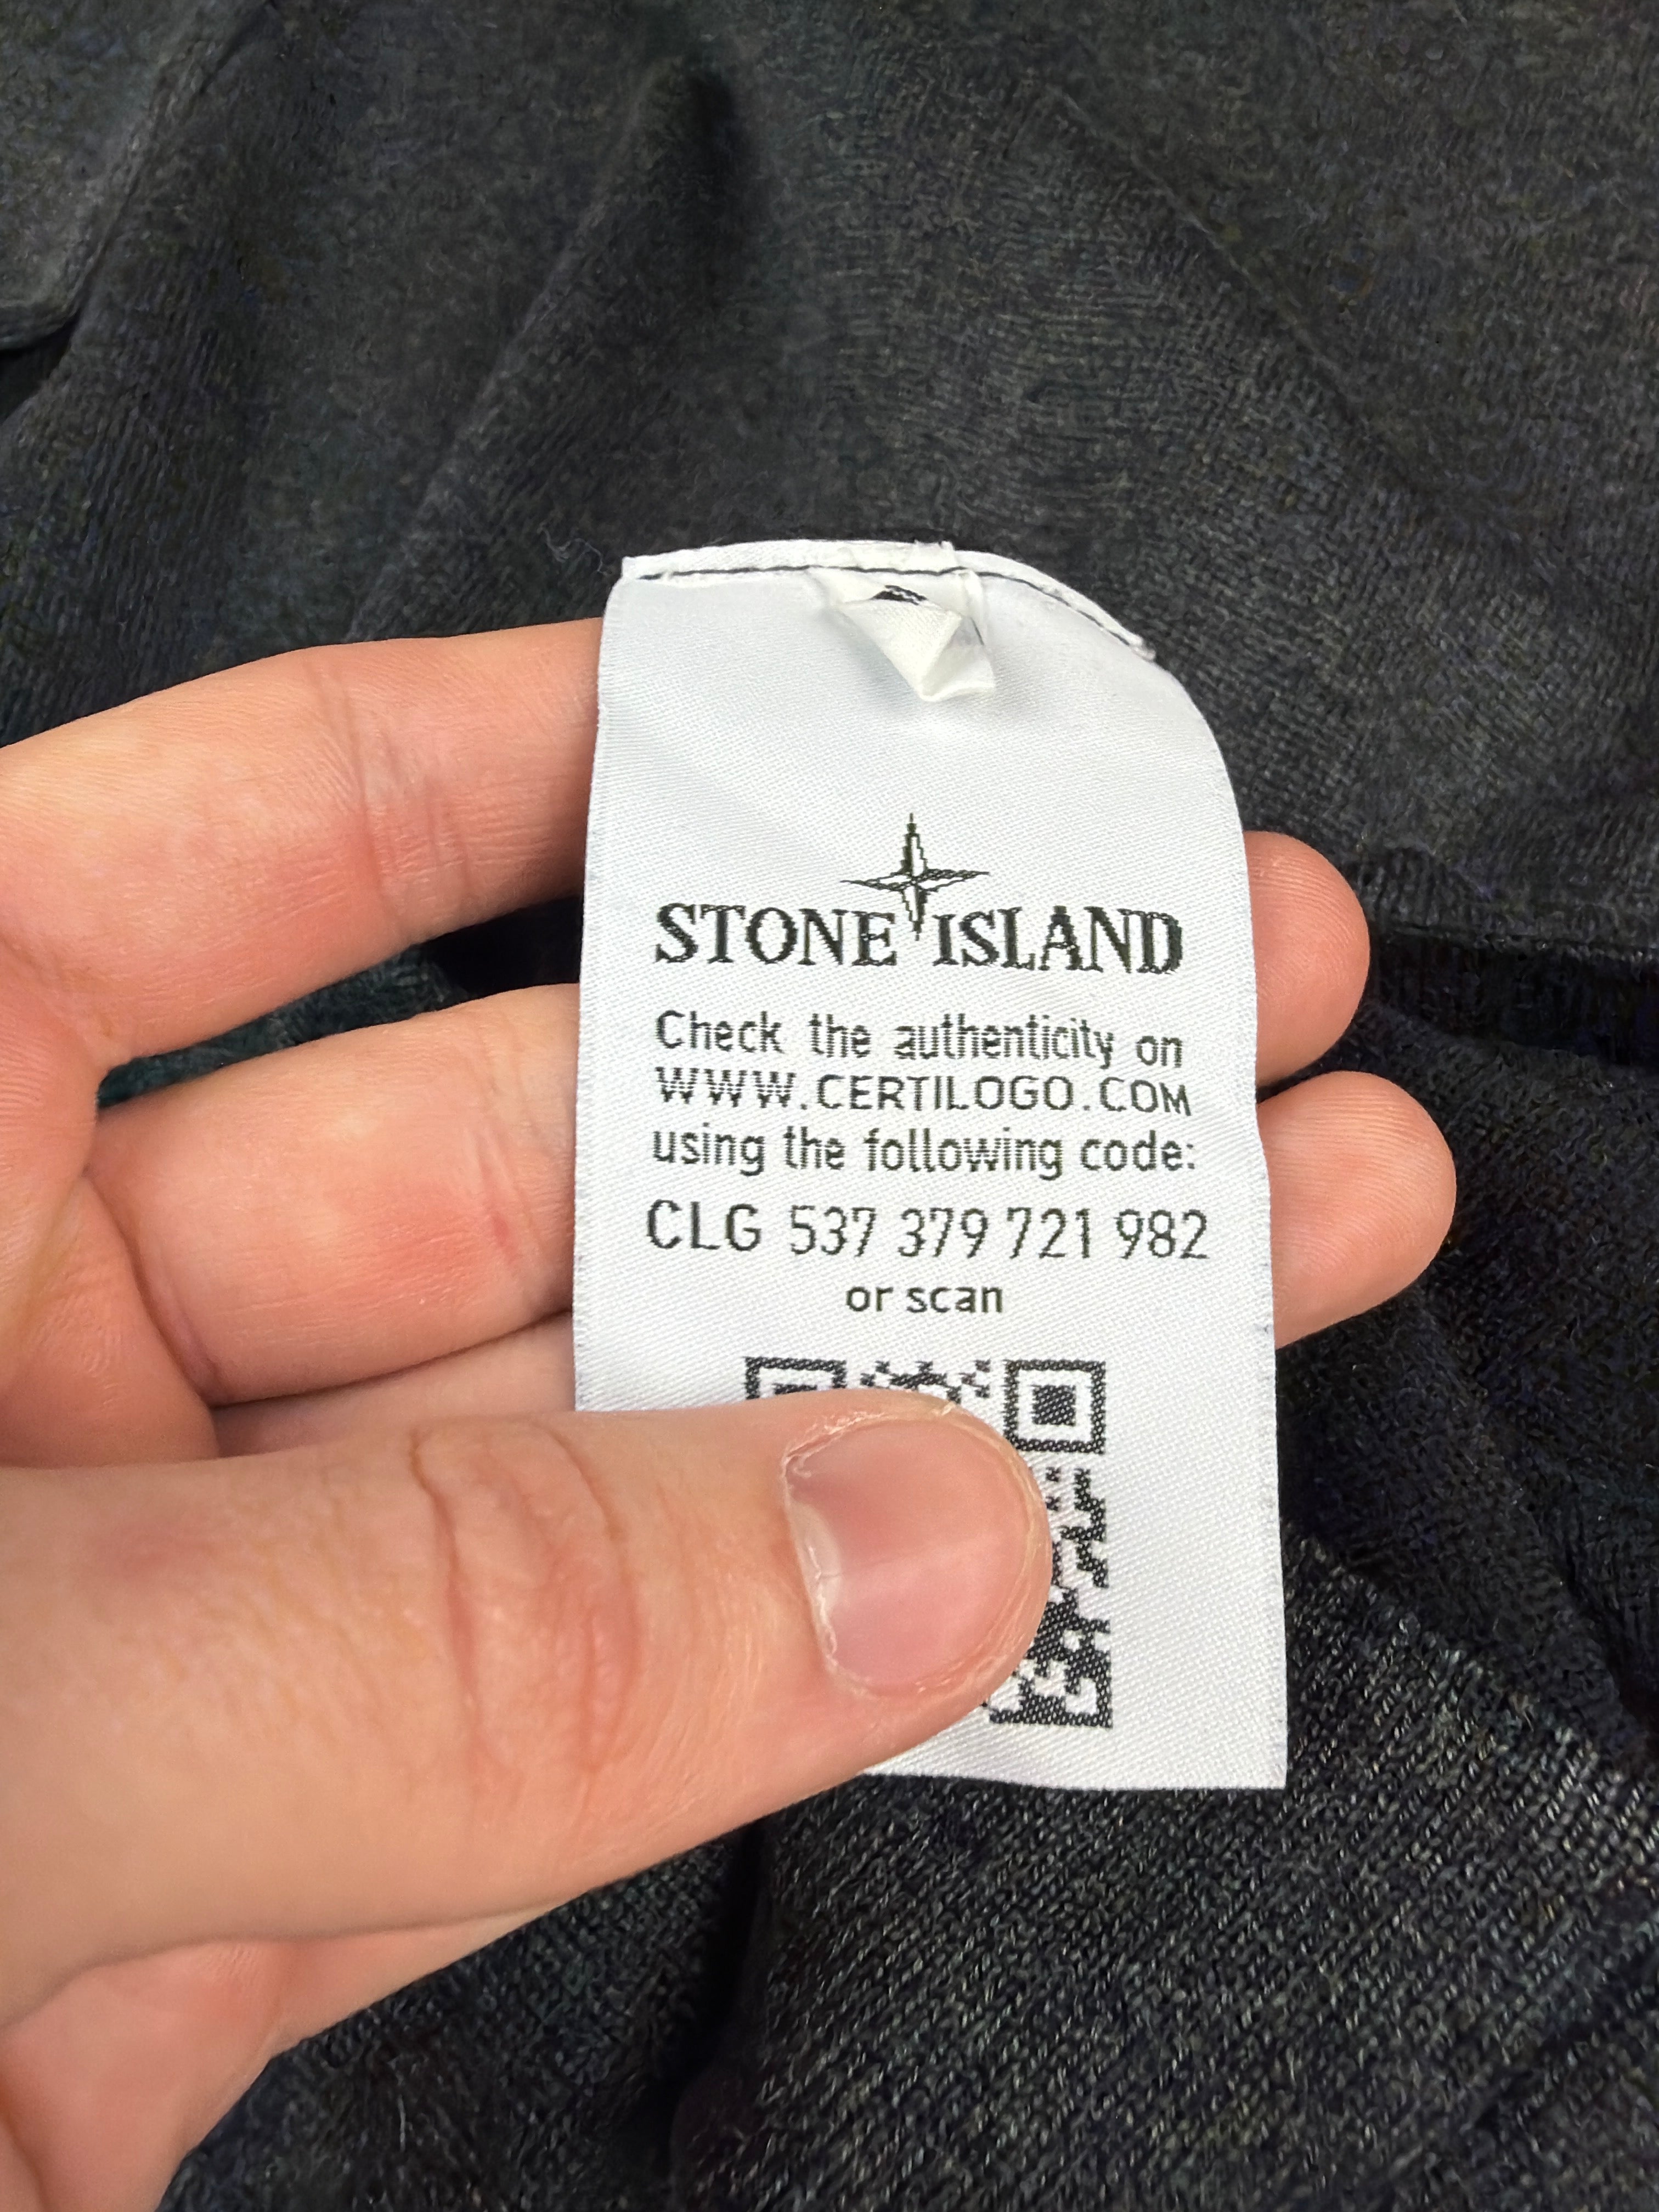 STONE ISLAND
Check the authenticity on
WWW.CERTILOGO.COM
using the following code:
CLG 537 379 721 982
or scan